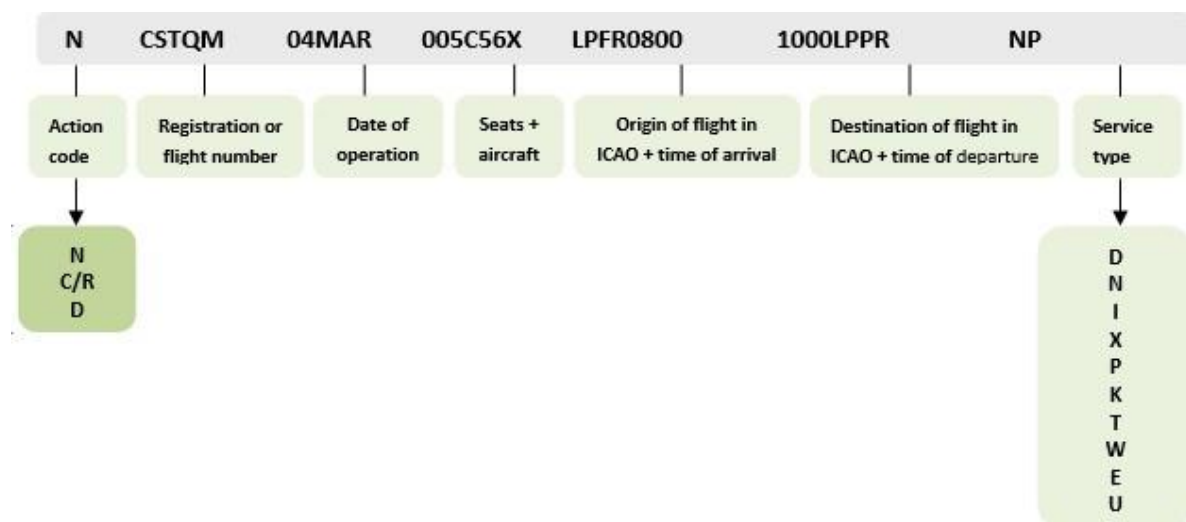 N CSTQM 04MAR 005C56X LPFR0800 1000LPPR NP
Action code
Registration or flight number
Date of operation
Seats + aircraft
Origin of flight in ICAO + time of arrival
Destination of flight in ICAO + time of departure
Service type
N
C/R
D
D
N
I
X
P
K
T
W
E
U